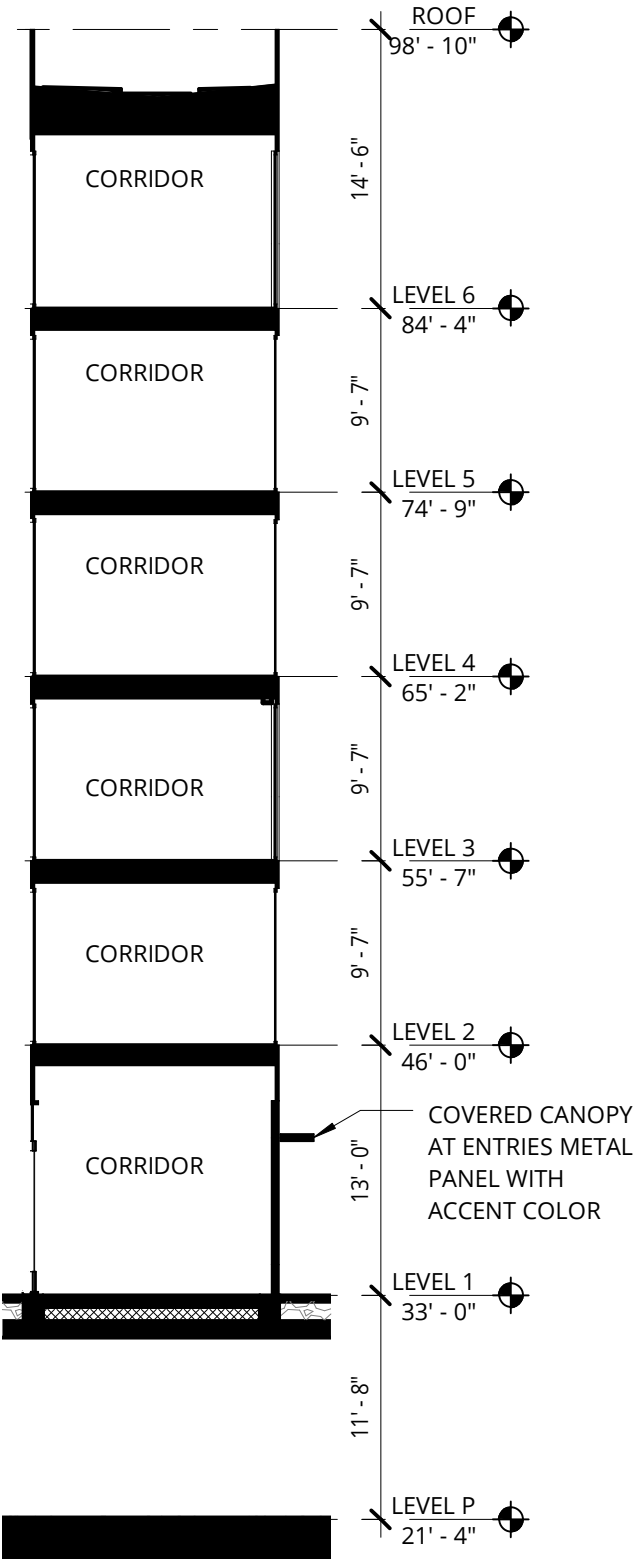 ROOF
98' - 10"
14' - 6"
CORRIDOR
LEVEL 6
84' - 4"
9' - 7"
CORRIDOR
LEVEL 5
74' - 9"
9' - 7"
CORRIDOR
LEVEL 4
65' - 2"
9' - 7"
CORRIDOR
LEVEL 3
55' - 7"
9' - 7"
CORRIDOR
LEVEL 2
46' - 0"
COVERED CANOPY
AT ENTRIES METAL
PANEL WITH
ACCENT COLOR
13' - 0"
CORRIDOR
LEVEL 1
33' - 0"
11' - 8"
LEVEL P
21' - 4"